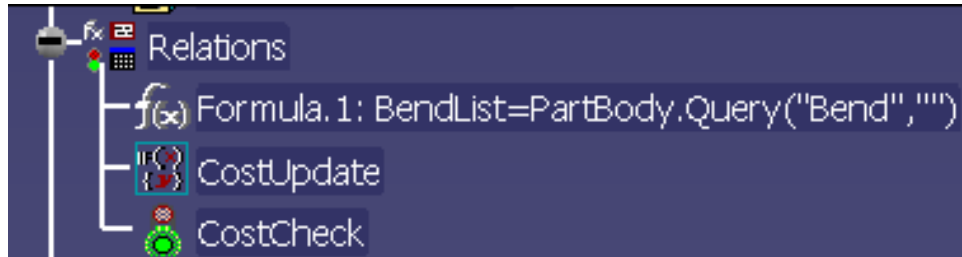 Relations
Formula.1: BendList=PartBody.Query("Bend","")
CostUpdate
CostCheck